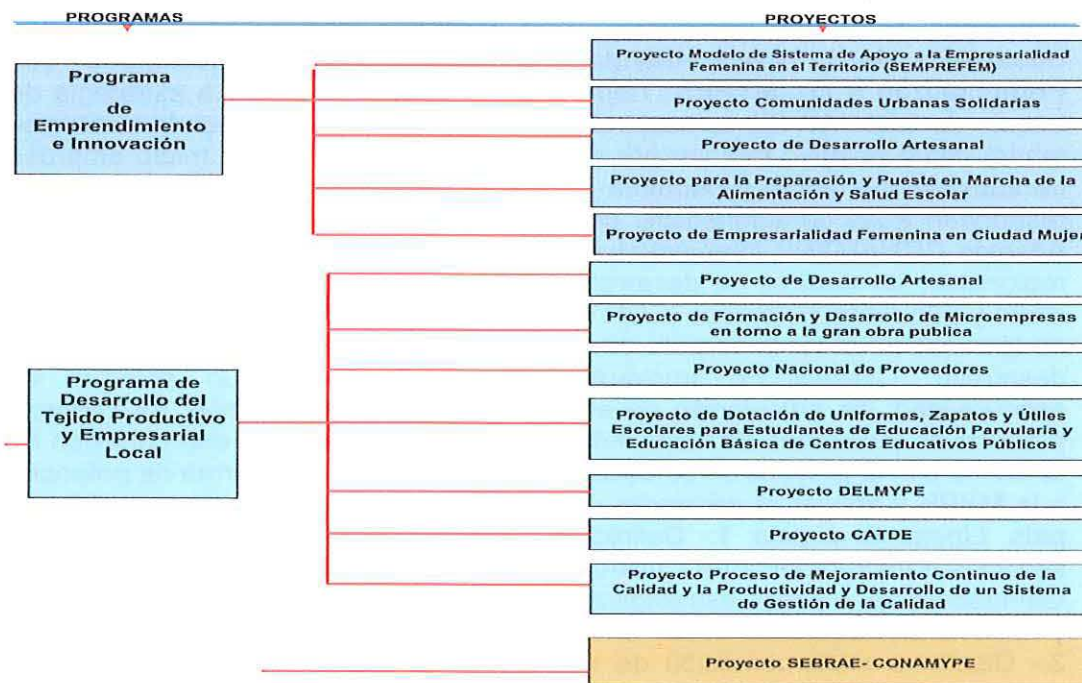 PROGRAMAS
PROYECTOS
Programa
de
Emprendimiento
e Innovación
Proyecto Modelo de Sistema de Apoyo a la Empresarialidad
Femenina en el Territorio (SEMPREFEM)
Proyecto Comunidades Urbanas Solidarias
Proyecto de Desarrollo Artesanal
Proyecto para la Preparación y Puesta en Marcha de la
Alimentación y Salud Escolar
Proyecto de Empresarialidad Femenina en Ciudad Mujer
Programa de
Desarrollo del
Tejido Productivo
y Empresarial
Local
Proyecto de Desarrollo Artesanal
Proyecto de Formación y Desarrollo de Microempresas
en torno a la gran obra publica
Proyecto Nacional de Proveedores
Proyecto de Dotación de Uniformes, Zapatos y Útiles
Escolares para Estudiantes de Educación Parvularia y
Educación Básica de Centros Educativos Públicos
Proyecto DELMYPE
Proyecto CATDE
Proyecto Proceso de Mejoramiento Continuo de la
Calidad y la Productividad y Desarrollo de un Sistema
de Gestión de la Calidad
Proyecto SEBRAE- CONAMYPE